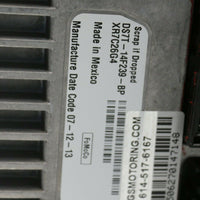 Scrap if Dropped
DS7T-14F239-BP
XR7C26G4
Made in Mexico
Manufacture Date Code 07-12-13
FoMoCo
GSMOTORING.COM
614-517-6167